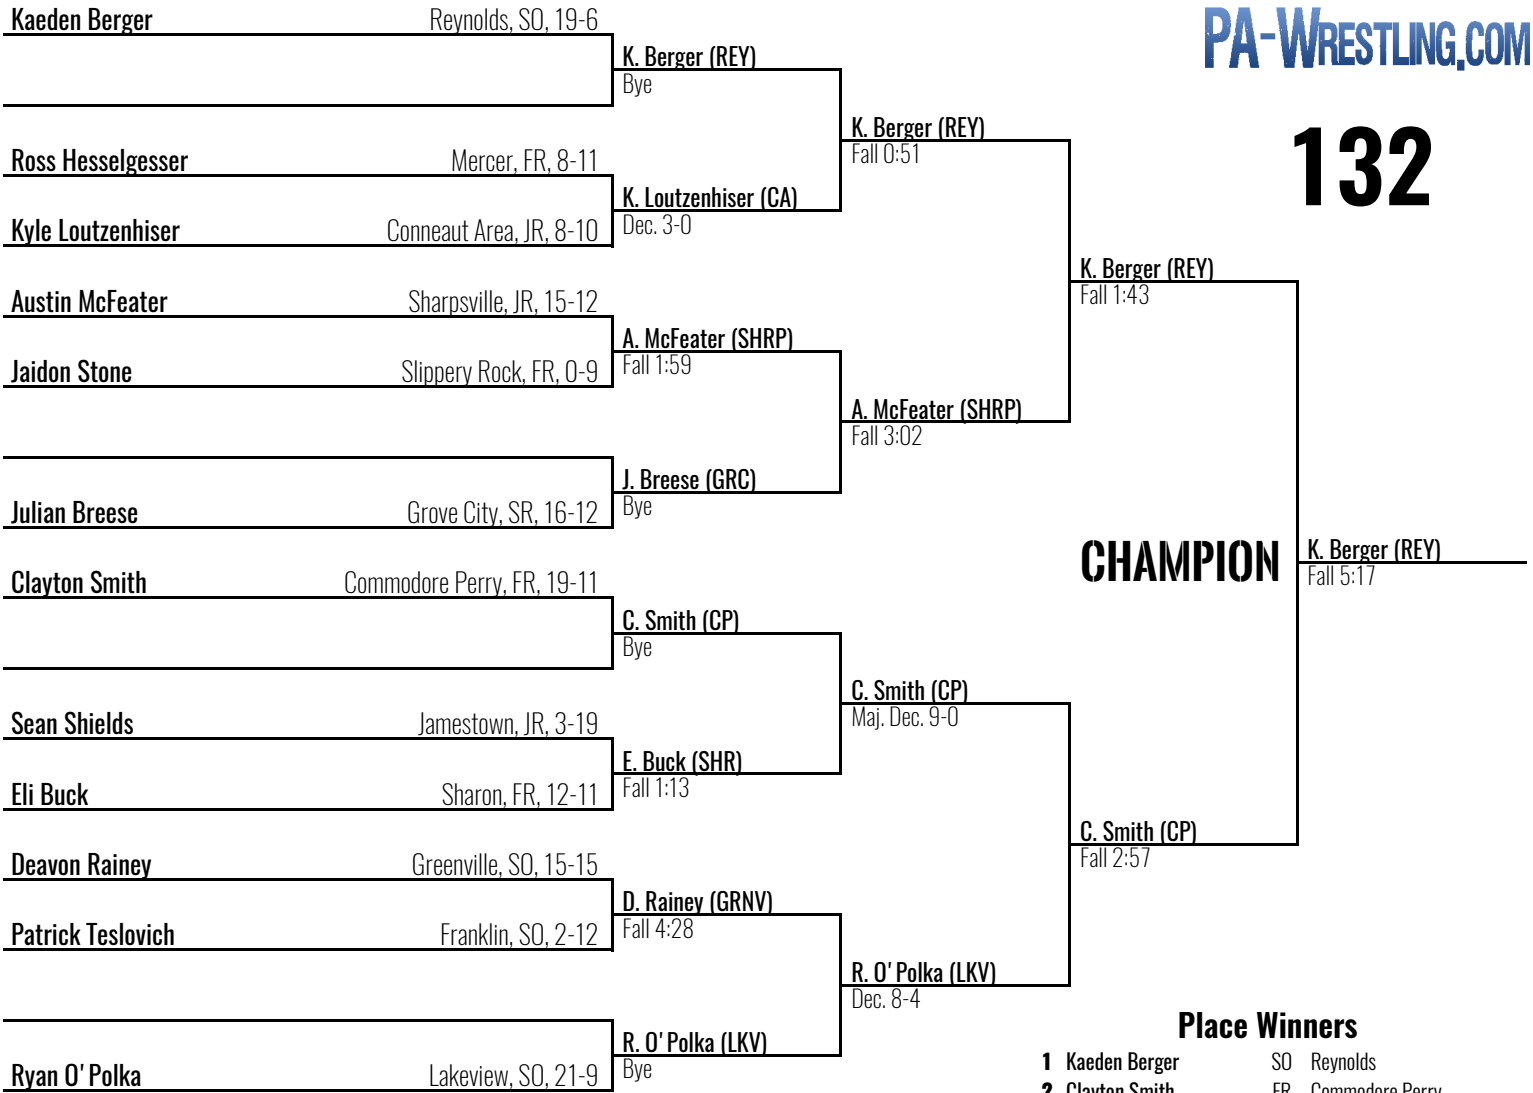 PA-WRESTLING.COM
132
Kaeden Berger Reynolds, SO, 19-6
K. Berger (REY)
Bye
K. Berger (REY)
Fall 0:51
Ross Hesselgesser Mercer, FR, 8-11
K. Loutzenhiser (CA)
Dec. 3-0
Kyle Loutzenhiser Conneaut Area, JR, 8-10
K. Berger (REY)
Fall 1:43
Austin McFeater Sharpsville, JR, 15-12
A. McFeater (SHRP)
Fall 1:59
Jaidon Stone Slippery Rock, FR, 0-9
A. McFeater (SHRP)
Fall 3:02
J. Breese (GRC)
Bye
Julian Breese Grove City, SR, 16-12
CHAMPION
K. Berger (REY)
Fall 5:17
Clayton Smith Commodore Perry, FR, 19-11
C. Smith (CP)
Bye
C. Smith (CP)
Maj. Dec. 9-0
Sean Shields Jamestown, JR, 3-19
E. Buck (SHR)
Fall 1:13
Eli Buck Sharon, FR, 12-11
C. Smith (CP)
Fall 2:57
Deavon Rainey Greenville, SO, 15-15
D. Rainey (GRNV)
Fall 4:28
Patrick Teslovich Franklin, SO, 2-12
R. O'Polka (LKV)
Dec. 8-4
R. O'Polka (LKV)
Bye
Ryan O'Polka Lakeview, SO, 21-9
Place Winners
1 Kaeden Berger SO Reynolds
2 Clayton Smith FR Commodore Perry